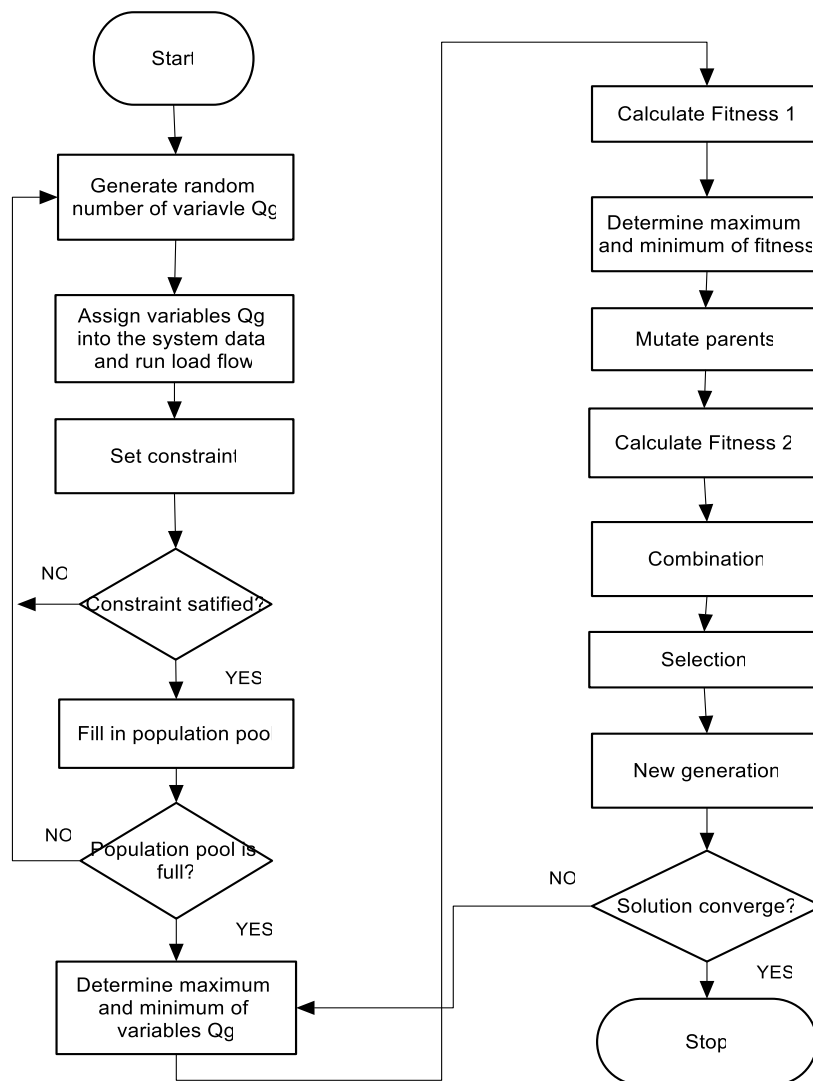 Start
Generate random
number of variavle Qg
Assign variables Qg
into the system data
and run load flow
Set constraint
NO
Constraint satified?
YES
Fill in population pool
NO
Population pool is
full?
YES
Determine maximum
and minimum of
variables Qg
Calculate Fitness 1
Determine maximum
and minimum of fitness
Mutate parents
Calculate Fitness 2
Combination
Selection
New generation
NO
Solution converge?
YES
Stop